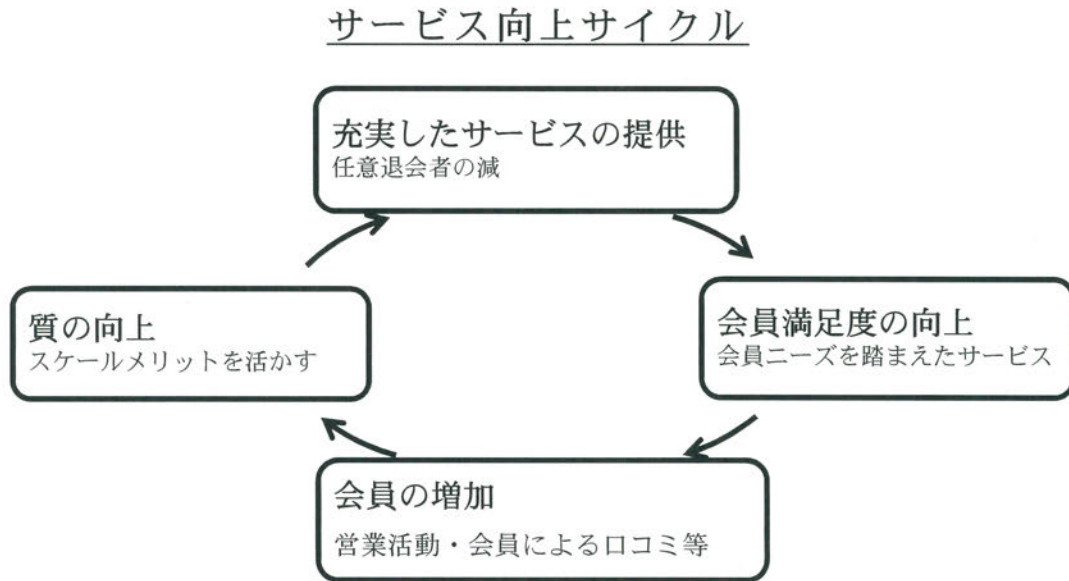 サービス向上サイクル
充実したサービスの提供
任意退会者の減
会員満足度の向上
会員ニーズを踏まえたサービス
会員の増加
営業活動・会員による口コミ等
質の向上
スケールメリットを活かす